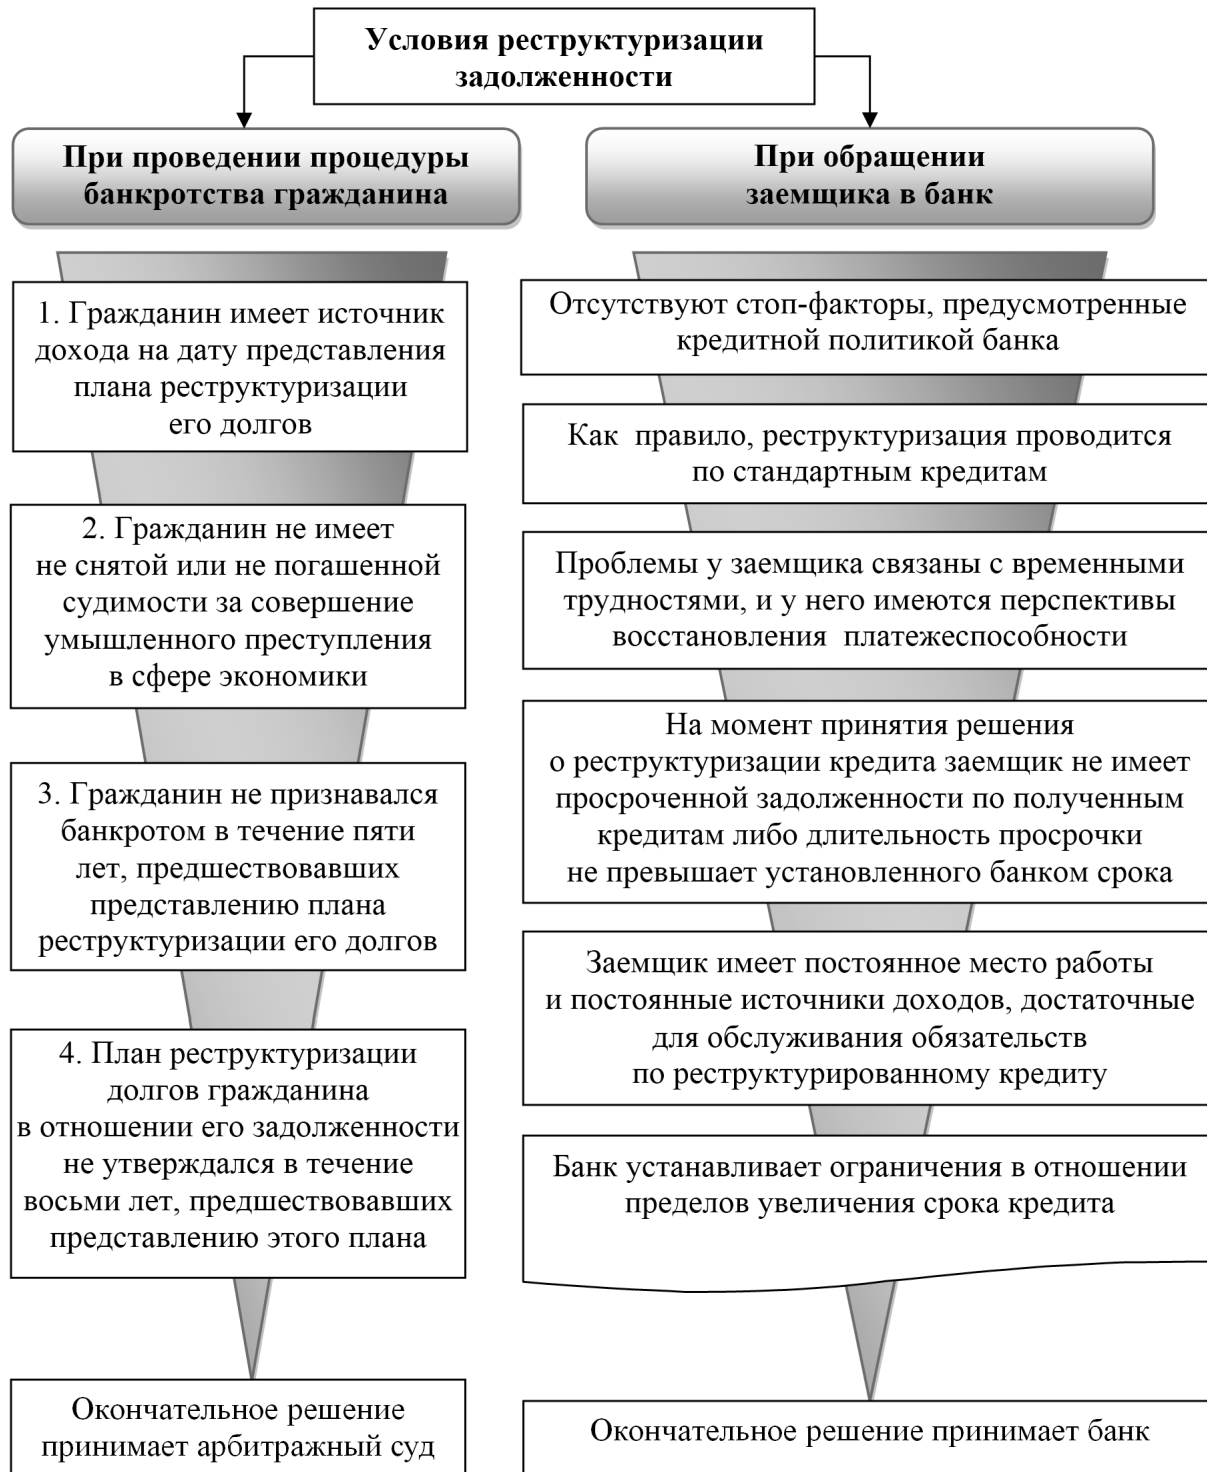 Условия реструктуризации
задолженности
При проведении процедуры
банкротства гражданина
1. Гражданин имеет источник
дохода на дату представления
плана реструктуризации
его долгов
2. Гражданин не имеет
не снятой или не погашенной
судимости за совершение
умышленного преступления
в сфере экономики
3. Гражданин не признавался
банкротом в течение пяти
лет, предшествовавших
представлению плана
реструктуризации его долгов
4. План реструктуризации
долгов гражданина
в отношении его задолженности
не утверждался в течение
восьми лет, предшествовавших
представлению этого плана
Окончательное решение
принимает арбитражный суд
При обращении
заемщика в банк
Отсутствуют стоп-факторы, предусмотренные
кредитной политикой банка
Как правило, реструктуризация проводится
по стандартным кредитам
Проблемы у заемщика связаны с временными
трудностями, и у него имеются перспективы
восстановления платежеспособности
На момент принятия решения
о реструктуризации кредита заемщик не имеет
просроченной задолженности по полученным
кредитам либо длительность просрочки
не превышает установленного банком срока
Заемщик имеет постоянное место работы
и постоянные источники доходов, достаточные
для обслуживания обязательств
по реструктурированному кредиту
Банк устанавливает ограничения в отношении
пределов увеличения срока кредита
Окончательное решение принимает банк